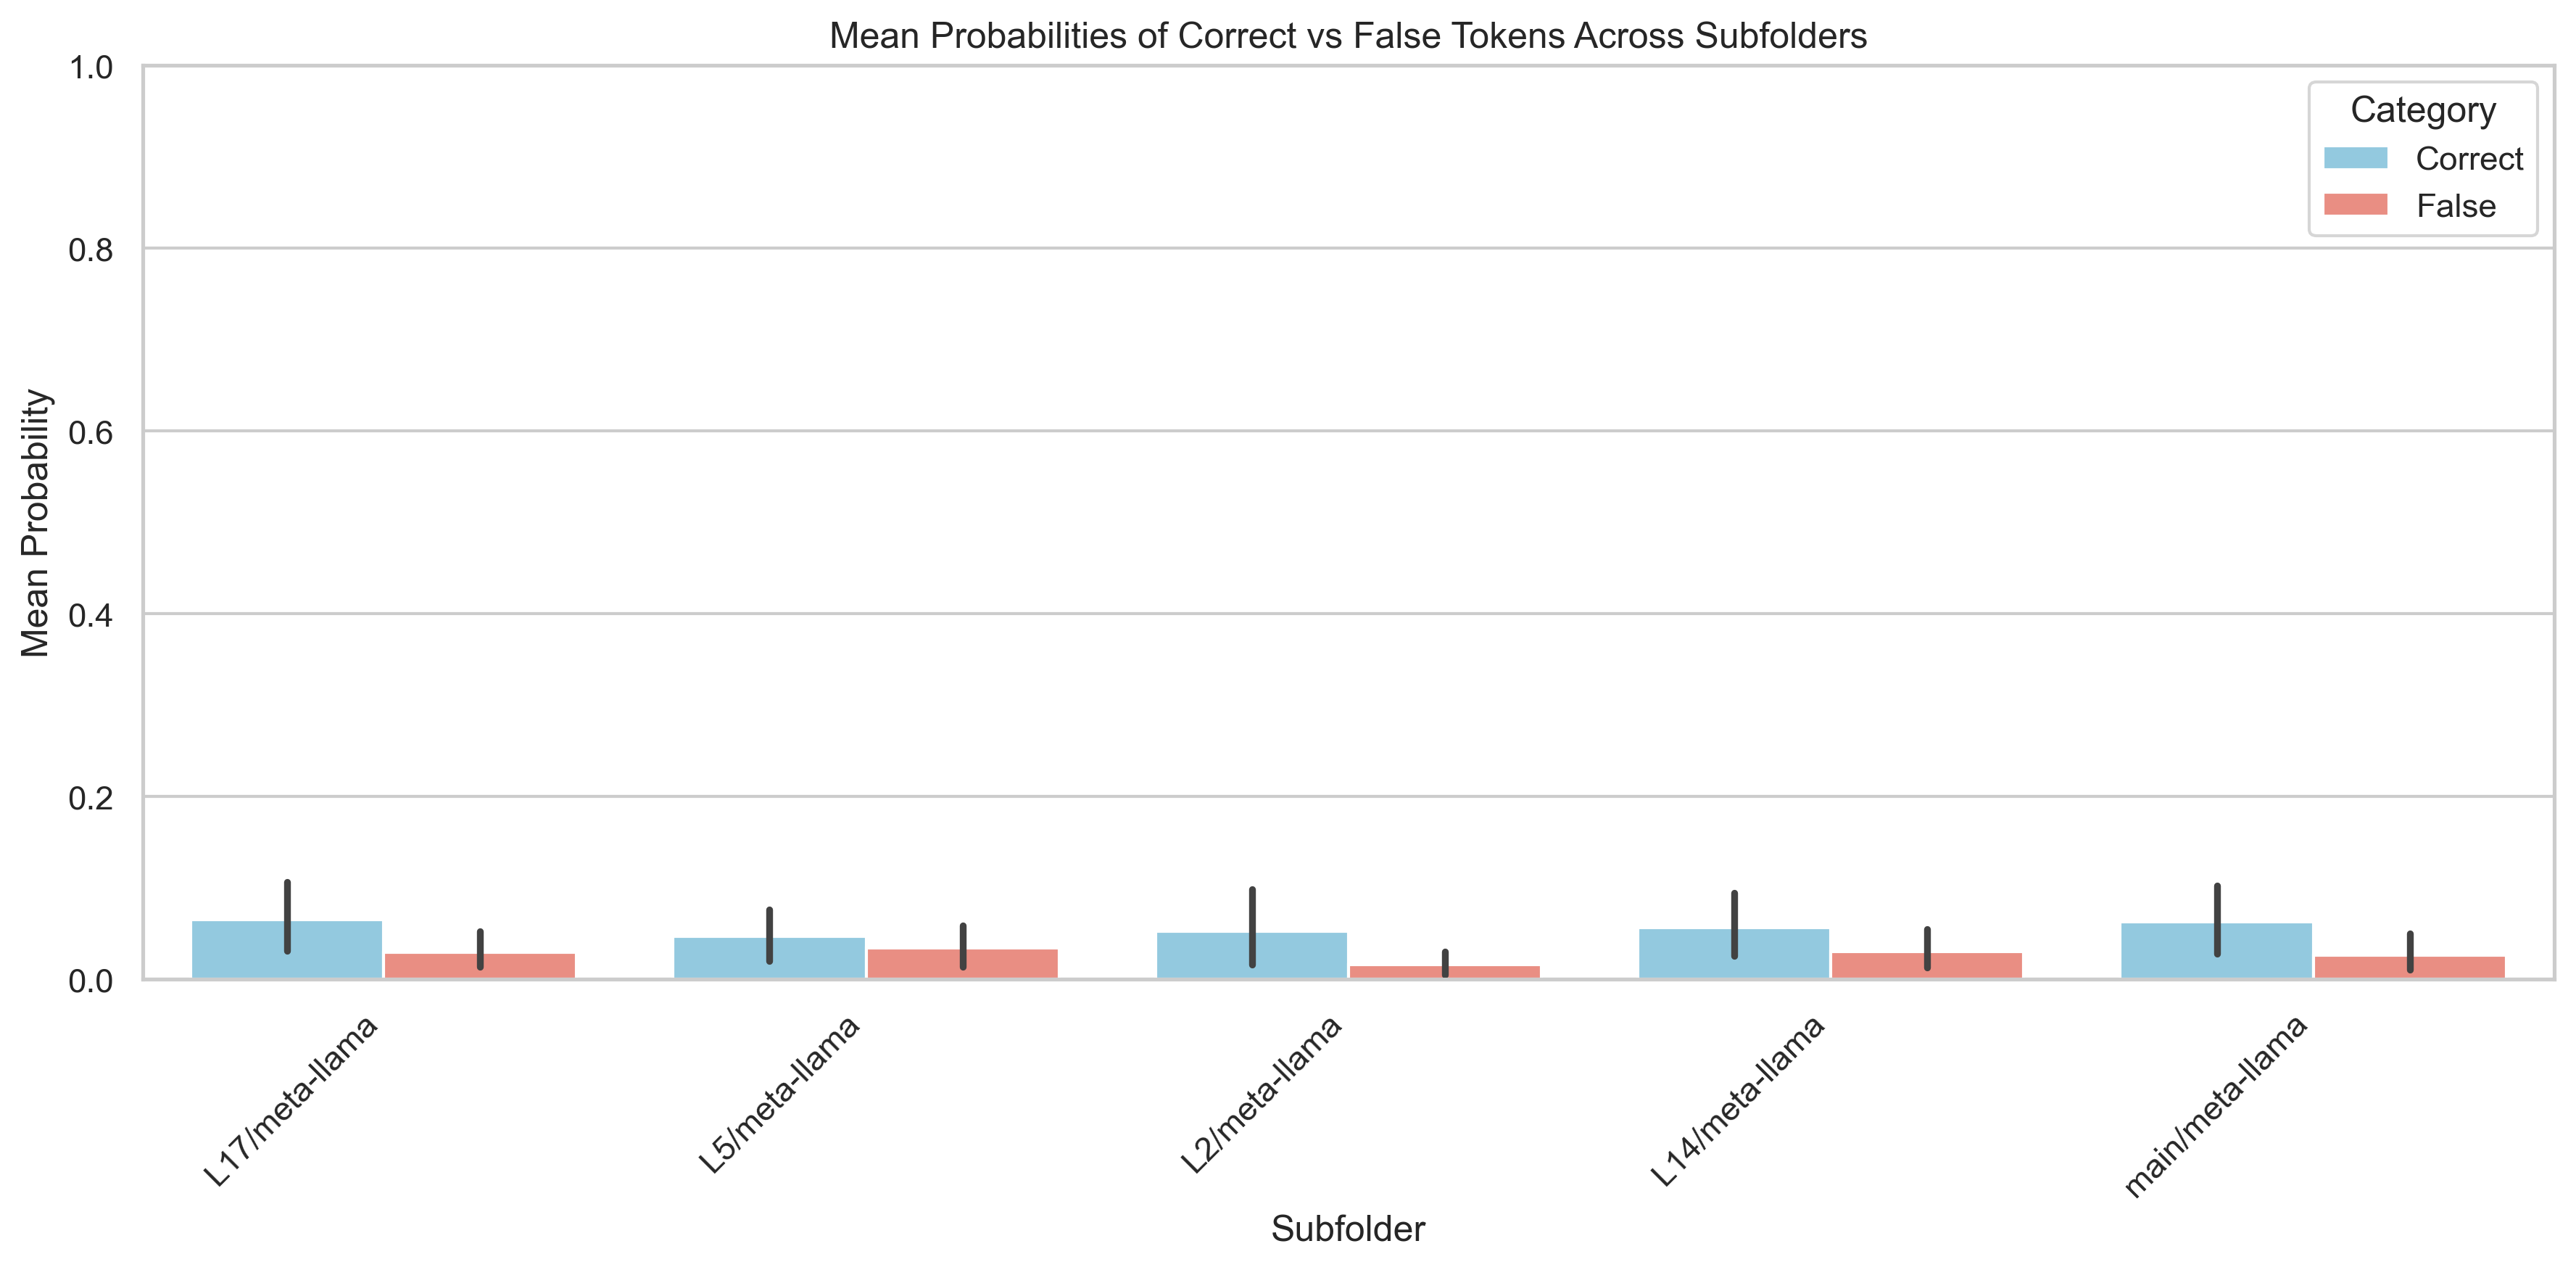 Mean Probabilities of Correct vs False Tokens Across Subfolders
1.0
0.8
0.6
0.4
0.2
0.0
Mean Probability
Category
Correct
False
L17/meta-llama
L5/meta-llama
L2/meta-llama
L14/meta-llama
main/meta-llama
Subfolder